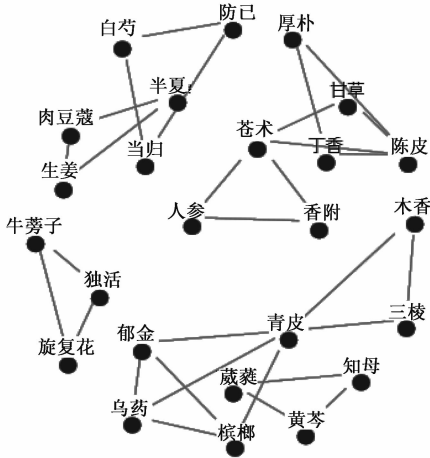 防己
白芍
厚朴
半夏
甘草
肉豆蔻
苍术
丁香
陈皮
当归
生姜
人参
香附
木香
牛蒡子
独活
三棱
青皮
郁金
旋复花
葳蕤
知母
乌药
黄芩
槟榔